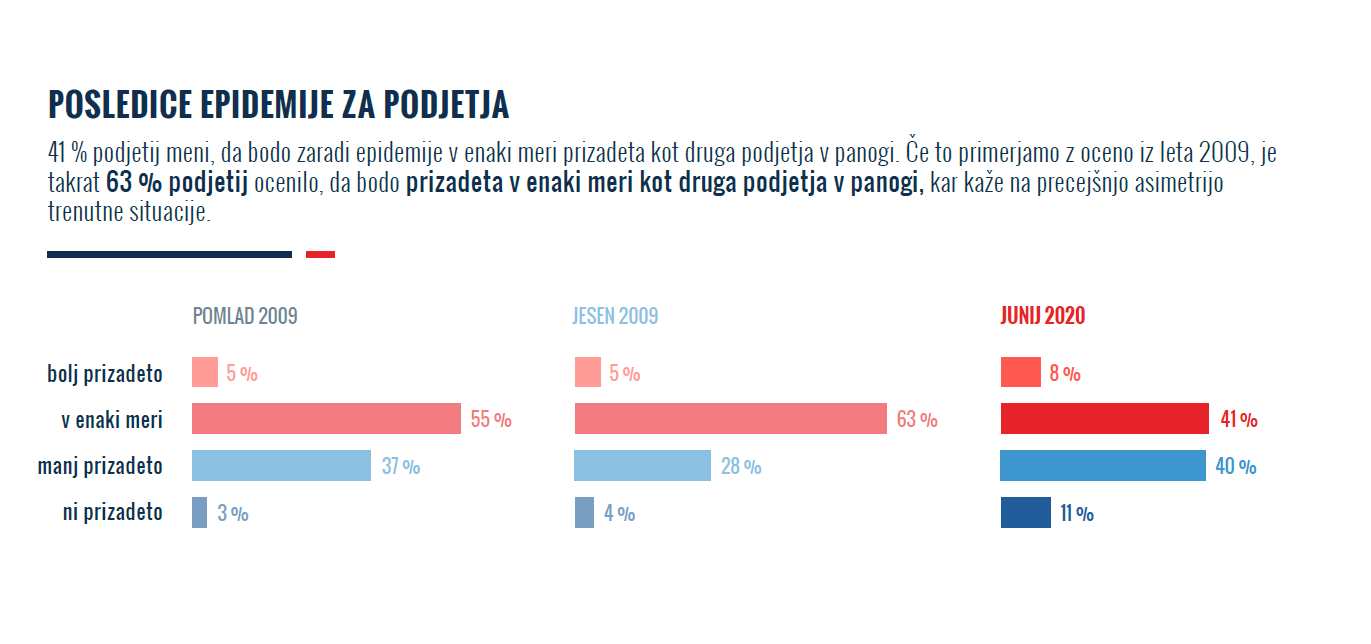 POSLEDICE EPIDEMIJE ZA PODJETJA
41 % podjetij meni, da bodo zaradi epidemije v enaki meri prizadeta kot druga podjetja v panogi. Če to primerjamo z oceno iz leta 2009, je
takrat 63 % podjetij ocenilo, da bodo prizadeta v enaki meri kot druga podjetja v panogi, kar kaže na precejšnjo asimetrijo
trenutne situacije.
POMLAD 2009 JESEN 2009 JUNIJ 2020
bolj prizadeto 5 % 5 % 8 %
v enaki meri 55 % 63 % 41 %
manj prizadeto 37 % 28 % 40 %
ni prizadeto 3 % 4 % 11 %